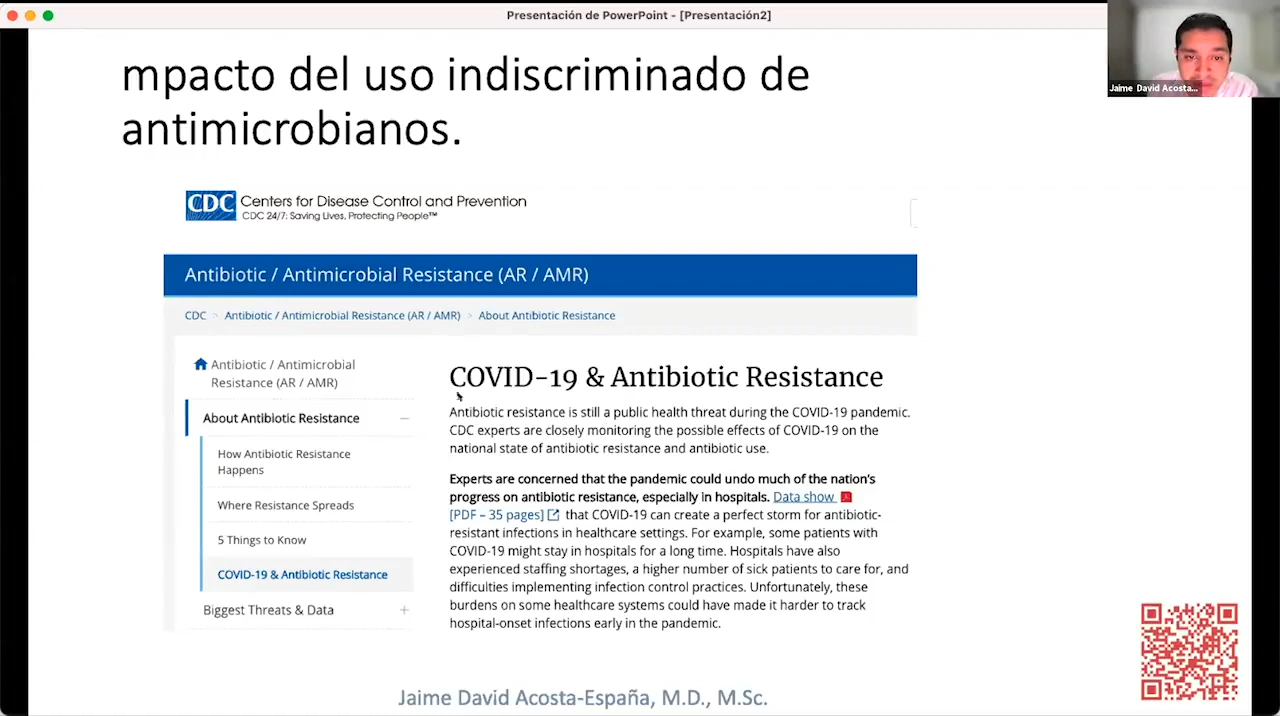 Presentación de PowerPoint - [Presentación2]
Jaime David Acosta...
mpacto del uso indiscriminado de
antimicrobianos.
CDC
Centers for Disease Control and Prevention
CDC 24/7: Saving Lives, Protecting People™
Antibiotic / Antimicrobial Resistance (AR / AMR)
CDC > Antibiotic / Antimicrobial Resistance (AR / AMR) > About Antibiotic Resistance
Antibiotic / Antimicrobial
Resistance (AR / AMR)
About Antibiotic Resistance
How Antibiotic Resistance
Happens
Where Resistance Spreads
5 Things to Know
COVID-19 & Antibiotic Resistance
Biggest Threats & Data
COVID-19 & Antibiotic Resistance
Antibiotic resistance is still a public health threat during the COVID-19 pandemic.
CDC experts are closely monitoring the possible effects of COVID-19 on the
national state of antibiotic resistance and antibiotic use.
Experts are concerned that the pandemic could undo much of the nation's
progress on antibiotic resistance, especially in hospitals. Data show
[PDF – 35 pages] that COVID-19 can create a perfect storm for antibiotic-
resistant infections in healthcare settings. For example, some patients with
COVID-19 might stay in hospitals for a long time. Hospitals have also
experienced staffing shortages, a higher number of sick patients to care for, and
difficulties implementing infection control practices. Unfortunately, these
burdens on some healthcare systems could have made it harder to track
hospital-onset infections early in the pandemic.
Jaime David Acosta-España, M.D., M.Sc.